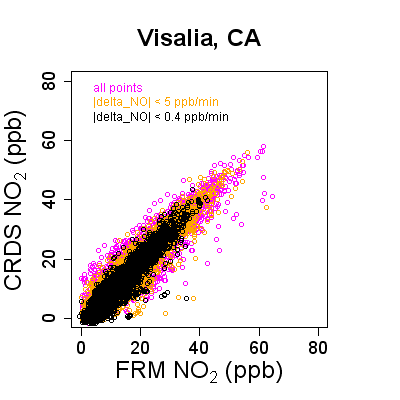 Visalia, CA
all points
|delta_NO| < 5 ppb/min
|delta_NO| < 0.4 ppb/min
CRDS NO₂ (ppb)
80
60
40
20
0
0 20 40 60 80
FRM NO₂ (ppb)